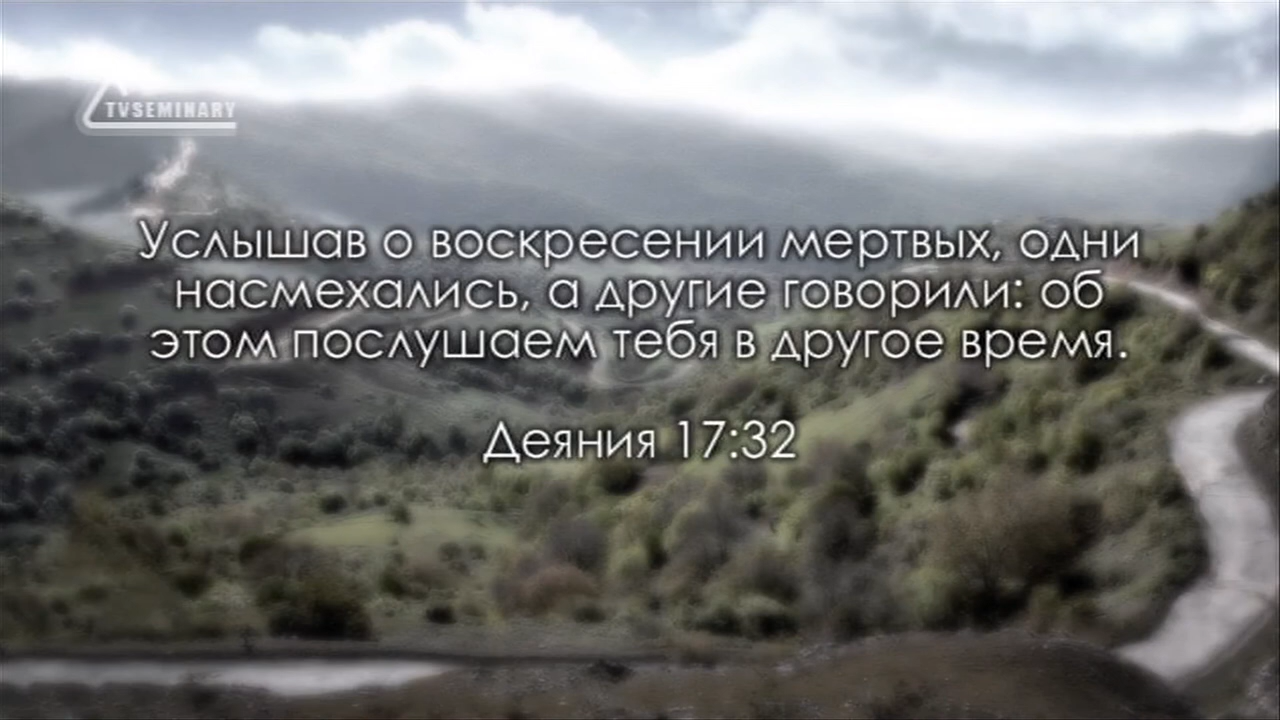 TVSEMINARY
Услышав о воскресении мертвых, одни
насмехались, а другие говорили: об
этом послушаем тебя в другое время.
Деяния 17:32